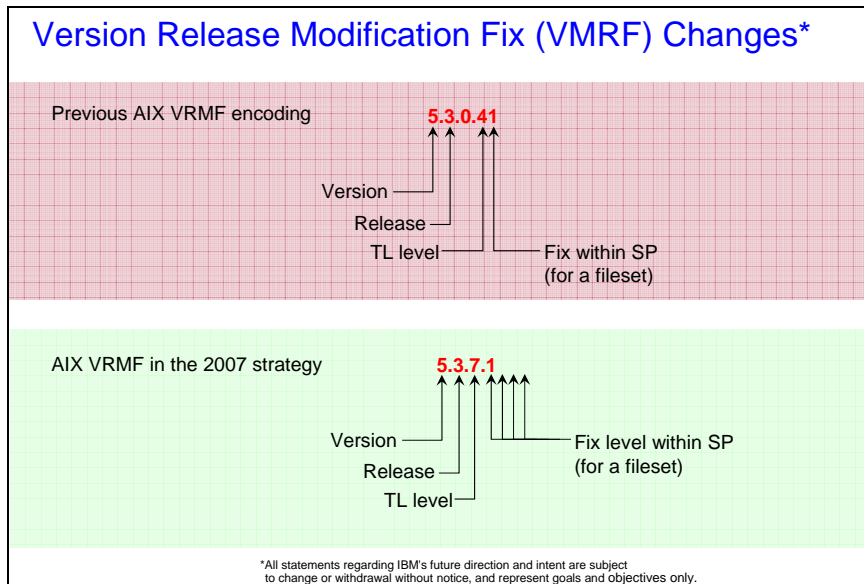 Version Release Modification Fix (VMRF) Changes*
Previous AIX VRMF encoding
5.3.0.41
Version
Release
TL level
Fix within SP
(for a fileset)
AIX VRMF in the 2007 strategy
5.3.7.1
Version
Release
TL level
Fix level within SP
(for a fileset)
*All statements regarding IBM's future direction and intent are subject
to change or withdrawal without notice, and represent goals and objectives only.